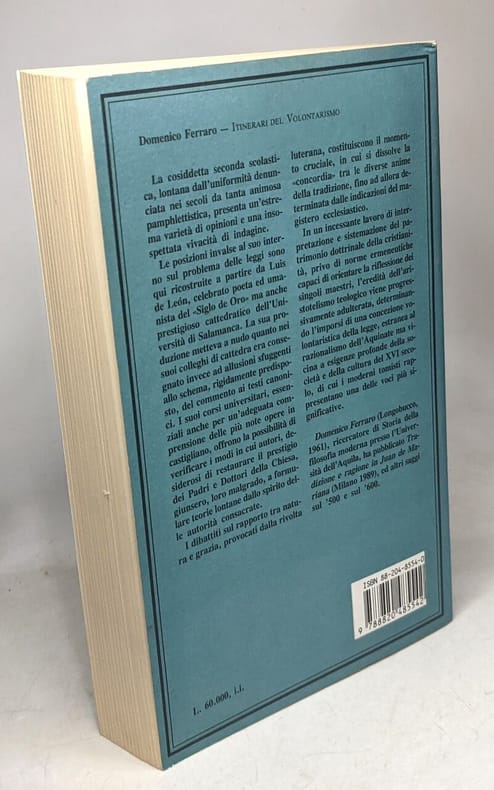 Domenico Ferraro — ITINERARI DEL VOLONTARISMO
La cosiddetta seconda scolasti-
ca, lontana dall'uniformità denun-
ciata nei secoli da tanta animosa
pamphlettistica, presenta un'estre-
ma varietà di opinioni e una inso-
spettata vivacità di indagine.
Le posizioni invalse al suo inter-
no sul problema delle leggi sono
qui ricostruite a partire da Luis
de León, celebrato poeta ed uma-
nista del «Siglo de Oro» ma anche
prestigioso cattedratico dell'Uni-
versità di Salamanca. La sua pro-
duzione metteva a nudo quanto nei
suoi colleghi di cattedra era conse-
gnato invece ad allusioni sfuggenti
allo schema, rigidamente predispo-
sto, del commento ai testi canoni-
ci. I suoi corsi universitari, essen-
ziali anche per un'adeguata com-
prensione delle più note opere in
castigliano, offrono la possibilità di
verificare i modi in cui autori, de-
siderosi di restaurare il prestigio
dei Padri e Dottori della Chiesa,
giunsero, loro malgrado, a formu-
lare teorie lontane dallo spirito del-
le autorità consacrate.
I dibattiti sul rapporto tra natu-
ra e grazia, provocati dalla rivolta
luterana, costituiscono il momen-
to cruciale, in cui si dissolve la
«concordia» tra le diverse anime
della tradizione, fino ad allora de-
terminata dalle indicazioni del ma-
gistero ecclesiastico.
In un incessante lavoro di inter-
pretazione e sistemazione del pa-
trimonio dottrinale della cristiani-
tà, privo di norme ermeneutiche
capaci di orientare la riflessione dei
singoli maestri, l'eredità dell'ari-
stotelismo teologico viene progres-
sivamente adulterata, determinan-
do l'imporsi di una concezione vo-
lontaristica della legge, estranea al
razionalismo dell'Aquinate ma vi-
cina a esigenze profonde della so-
cietà e della cultura del XVI seco-
lo, di cui i moderni tomisti rap-
presentano una delle voci più si-
gnificative.
Domenico Ferraro (Longobucco,
1961), ricercatore di Storia della
filosofia moderna presso l'Univer-
sità dell'Aquila, ha pubblicato Tra-
dizione e ragione in Juan de Ma-
riana (Milano 1989), ed altri saggi
sul '500 e sul '600.
ISBN 88-204-8554-0
9 788820 485542
L. 60.000, i.i.